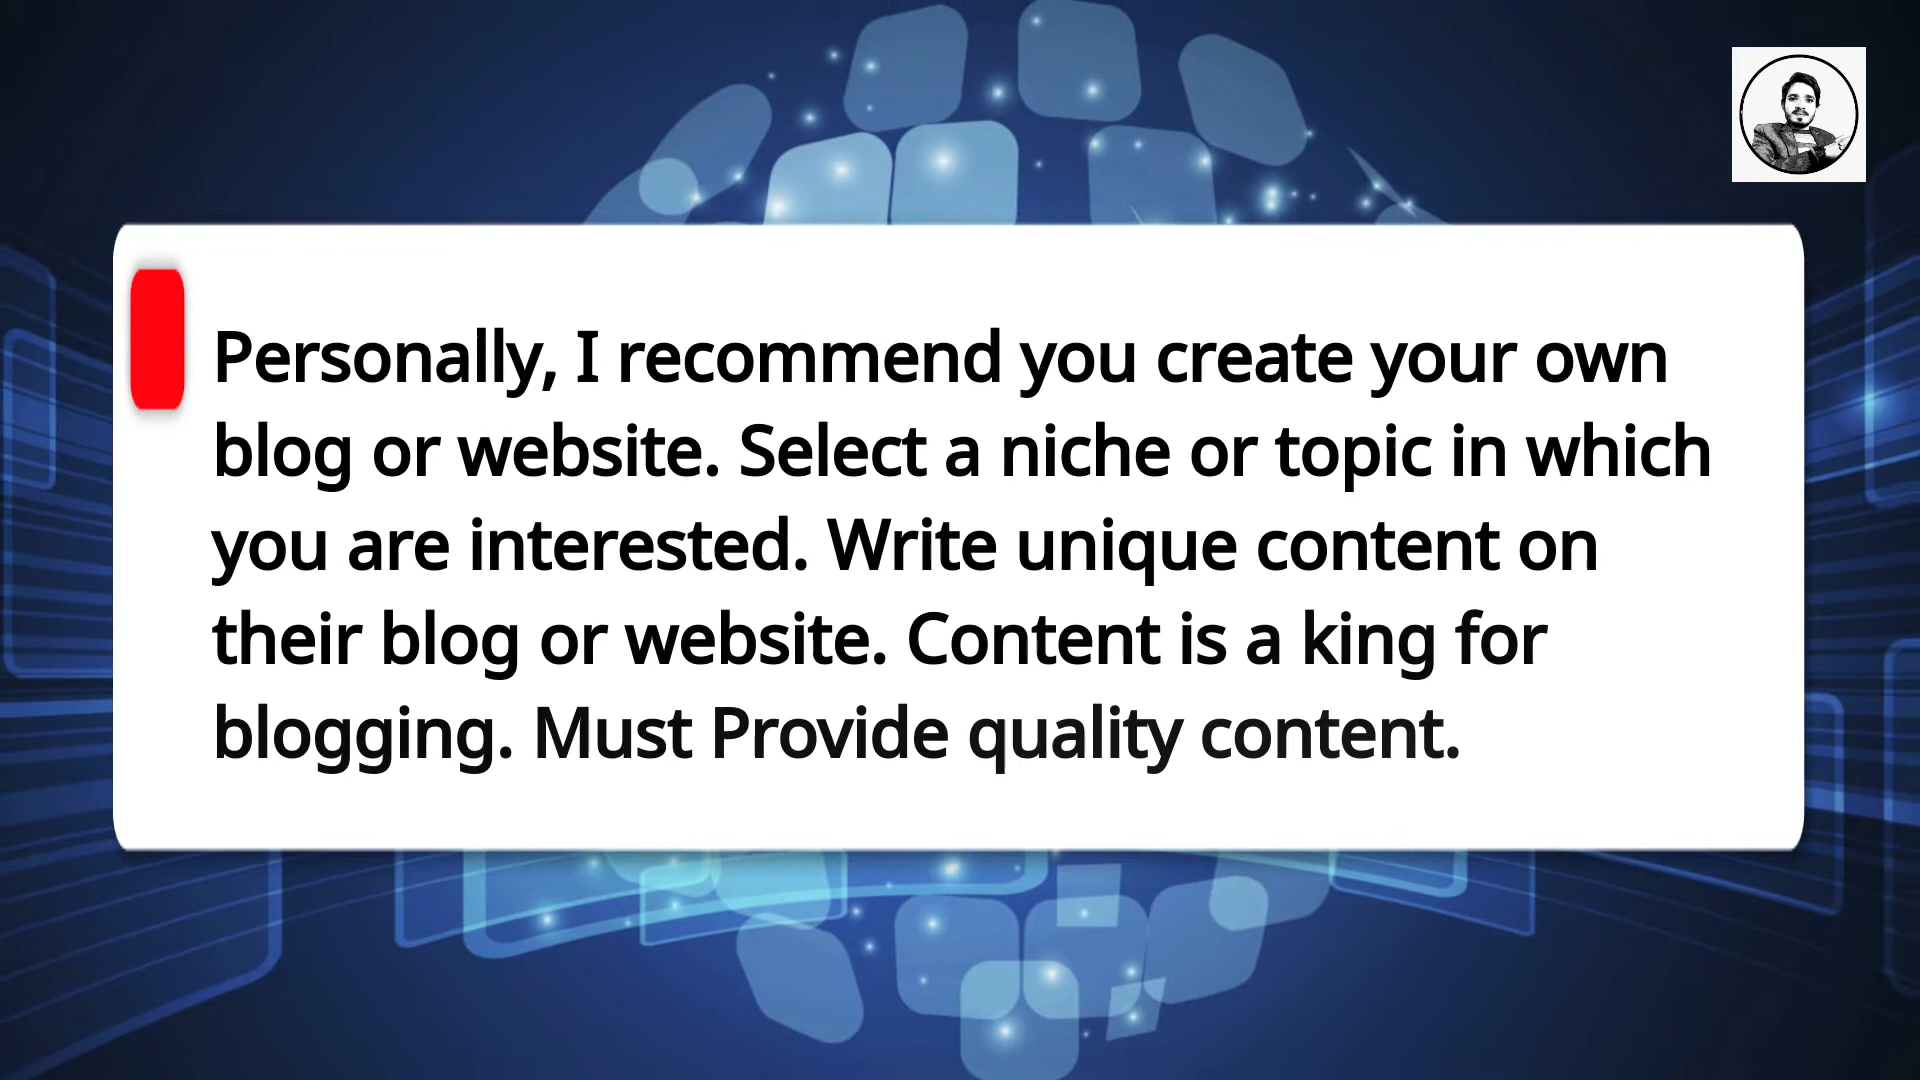 Personally, I recommend you create your own
blog or website. Select a niche or topic in which
you are interested. Write unique content on
their blog or website. Content is a king for
blogging. Must Provide quality content.